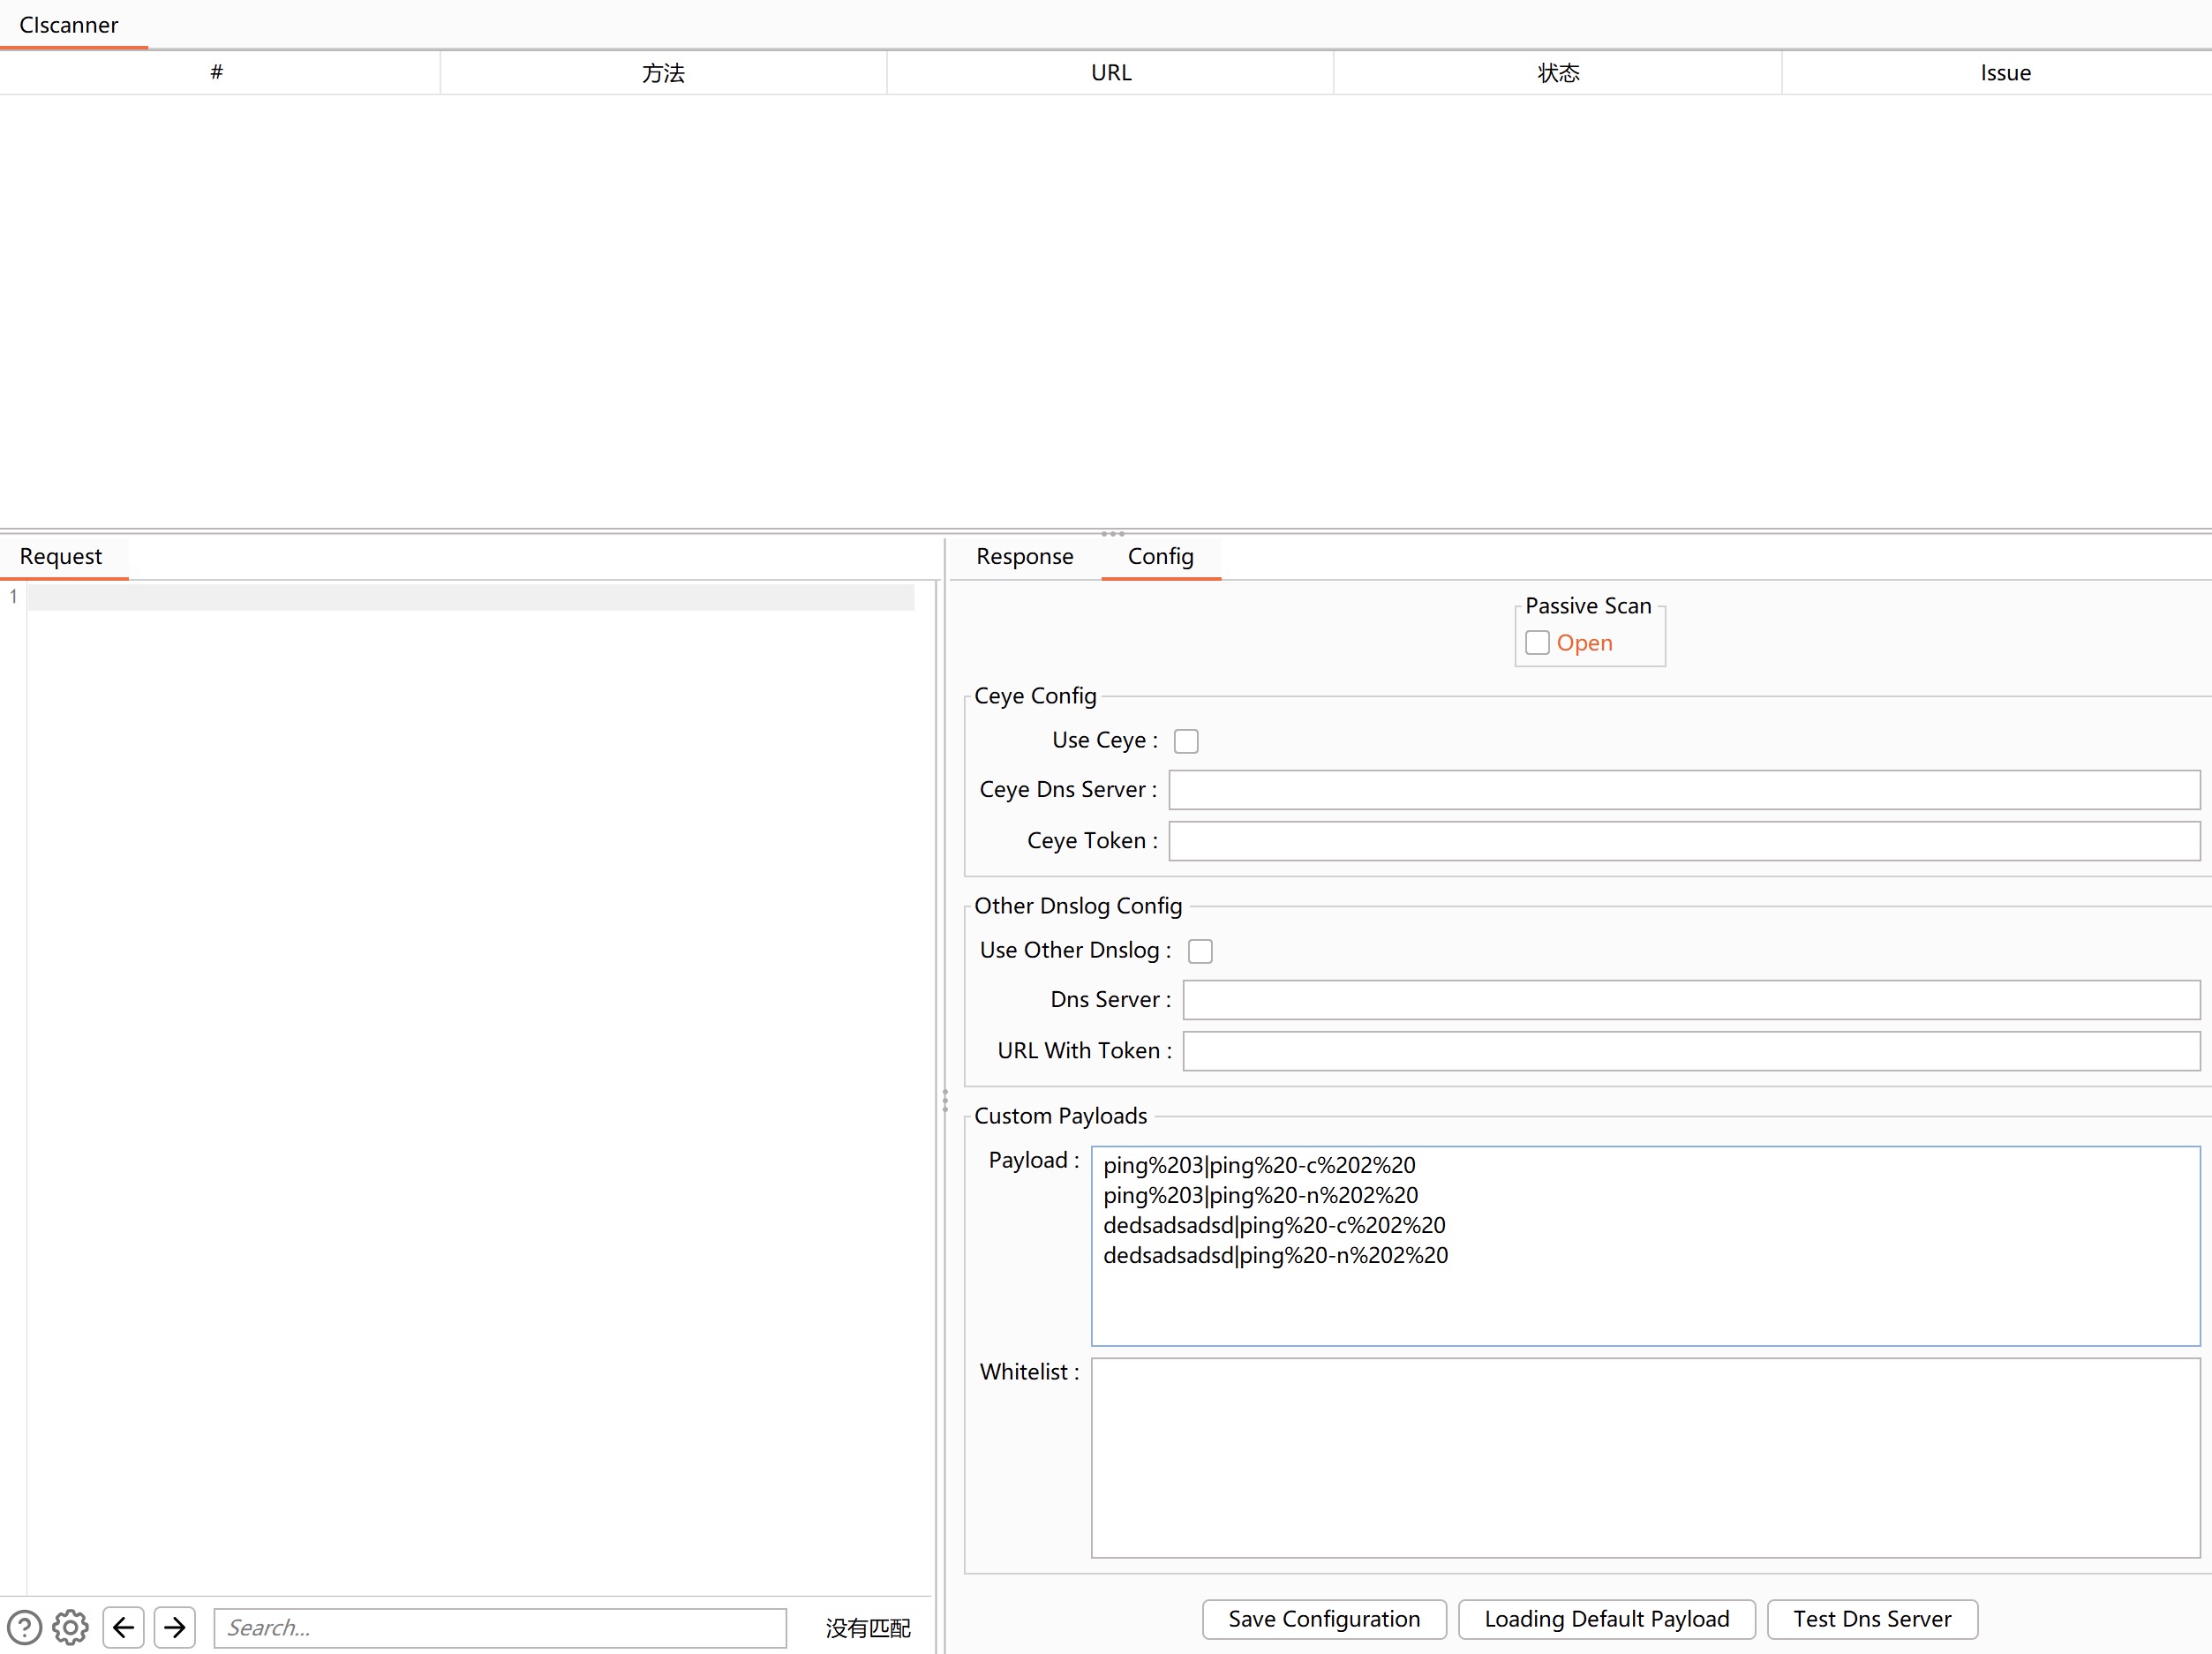 CIscanner
# 方法 URL 状态 Issue
Request
1
Response Config
Passive Scan
Open
Ceye Config
Use Ceye :
Ceye Dns Server :
Ceye Token :
Other Dnslog Config
Use Other Dnslog :
Dns Server :
URL With Token :
Custom Payloads
Payload :
ping%203|ping%20-c%202%20
ping%203|ping%20-n%202%20
dedsadsadsd|ping%20-c%202%20
dedsadsadsd|ping%20-n%202%20
Whitelist :
Search...
没有匹配
Save Configuration Loading Default Payload Test Dns Server